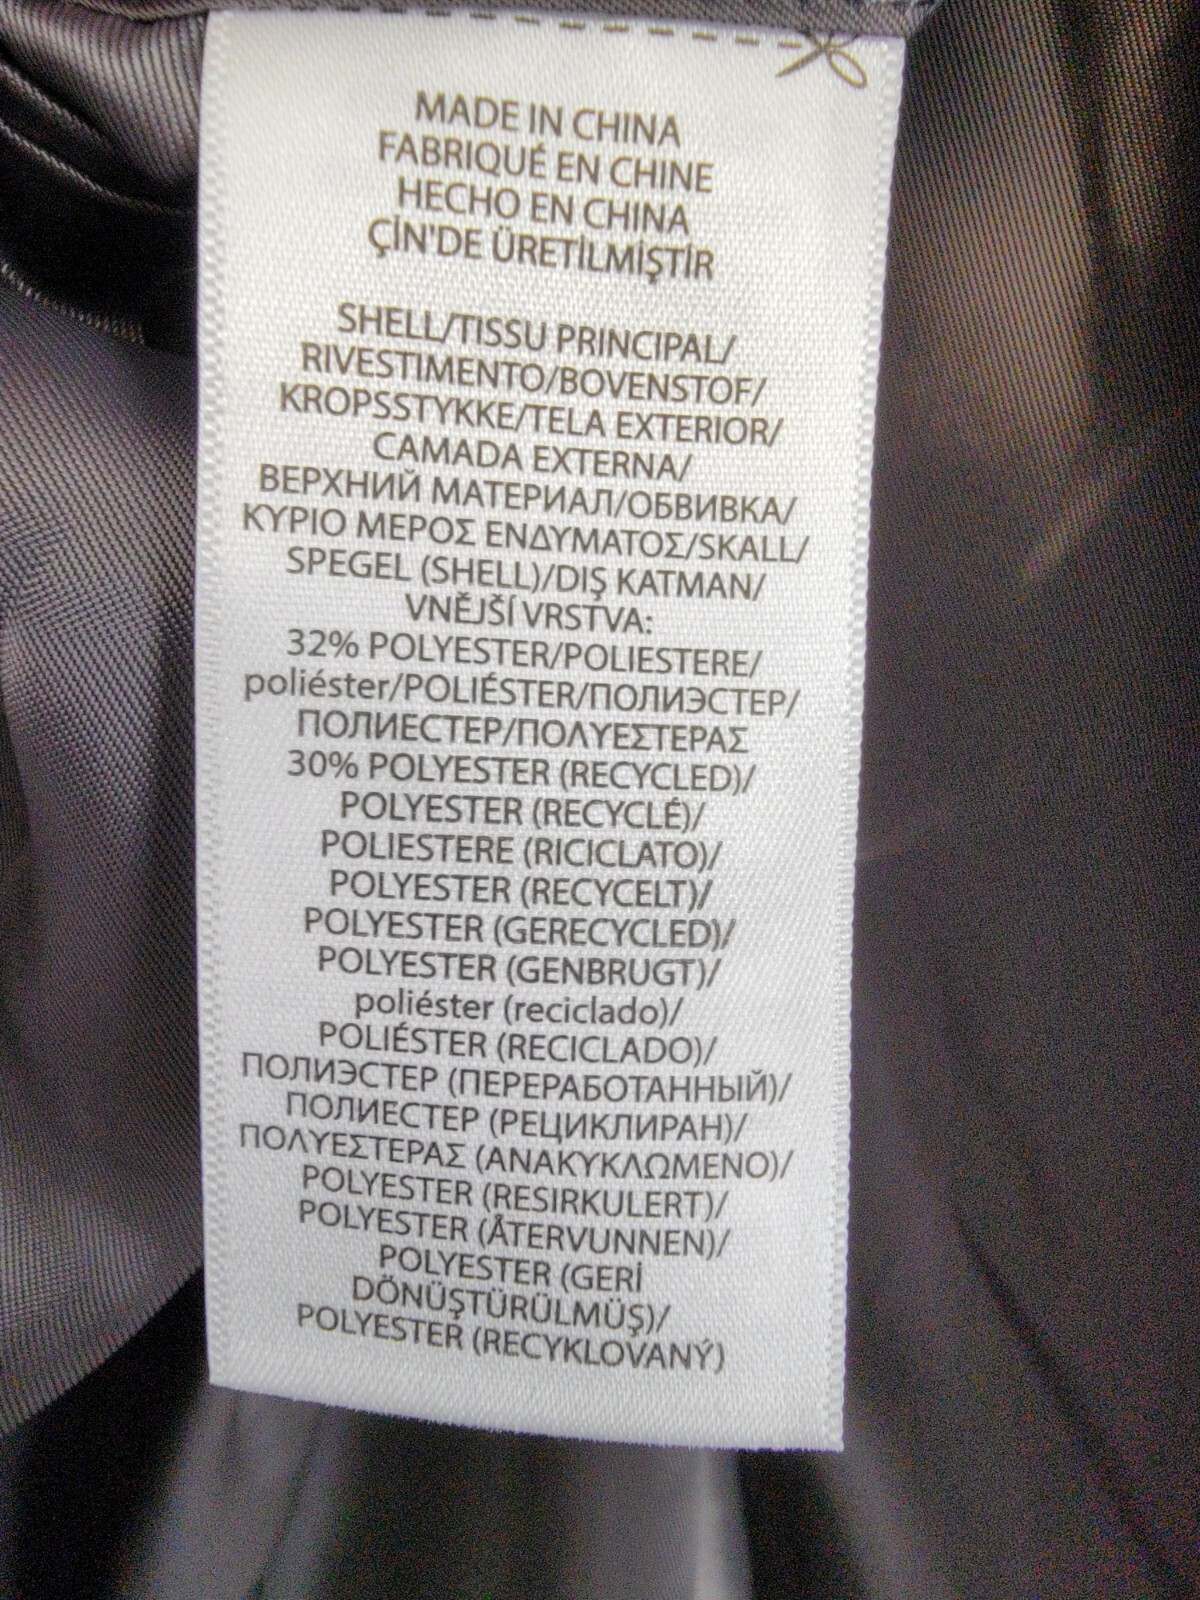 MADE IN CHINA
FABRIQUÉ EN CHINE
HECHO EN CHINA
ÇİN'DE ÜRETİLMİŞTİR
SHELL/TISSU PRINCIPAL/
RIVESTIMENTO/BOVENSTOF/
KROPSSTYKKE/TELA EXTERIOR/
CAMADA EXTERNA/
ВЕРХНИЙ МАТЕРИАЛ/ОБВИВКА/
ΚΥΡΙΟ ΜΕΡΟΣ ΕΝΔΥΜΑΤΟΣ/SKALL/
SPEGEL (SHELL)/DIŞ KATMAN/
VNĚJŠÍ VRSTVA:
32% POLYESTER/POLIESTERE/
poliéster/POLIÉSTER/ПОЛИЭСТЕР/
ПОЛИЕСТЕР/ΠΟΛΥΕΣΤΕΡΑΣ
30% POLYESTER (RECYCLED)/
POLYESTER (RECYCLÉ)/
POLIESTERE (RICICLATO)/
POLYESTER (RECYCELT)/
POLYESTER (GERECYCLED)/
POLYESTER (GENBRUGT)/
poliéster (reciclado)/
POLIÉSTER (RECICLADO)/
ПОЛИЭСТЕР (ПЕРЕРАБОТАННЫЙ)/
ПОЛИЕСТЕР (РЕЦИКЛИРАН)/
ΠΟΛΥΕΣΤΕΡΑΣ (ΑΝΑΚΥΚΛΩΜΕΝΟ)/
POLYESTER (RESIRKULERT)/
POLYESTER (ÅTERVUNNEN)/
POLYESTER (GERİ
DÖNÜŞTÜRÜLMÜŞ)/
POLYESTER (RECYKLOVANÝ)